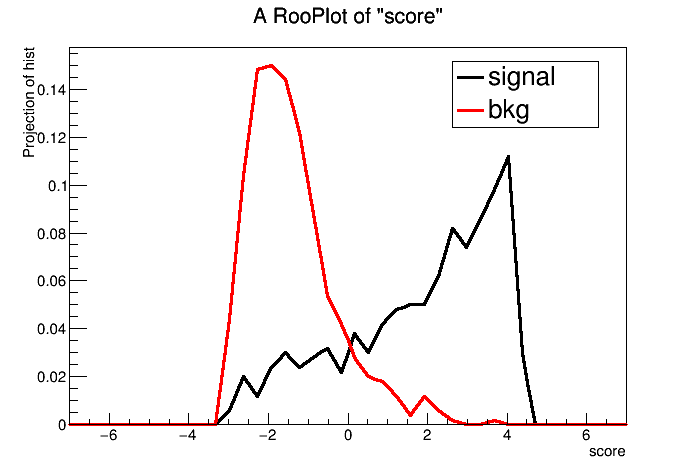 A RooPlot of "score"
Projection of hist
signal
bkg
0.14
0.12
0.1
0.08
0.06
0.04
0.02
0
−6 −4 −2 0 2 4 6
score